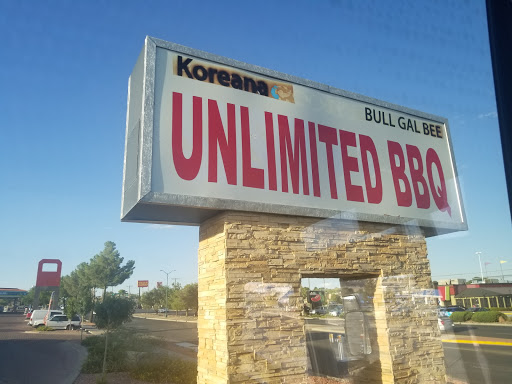 Koreana
BULL GAL BEE
UNLIMITED BBQ